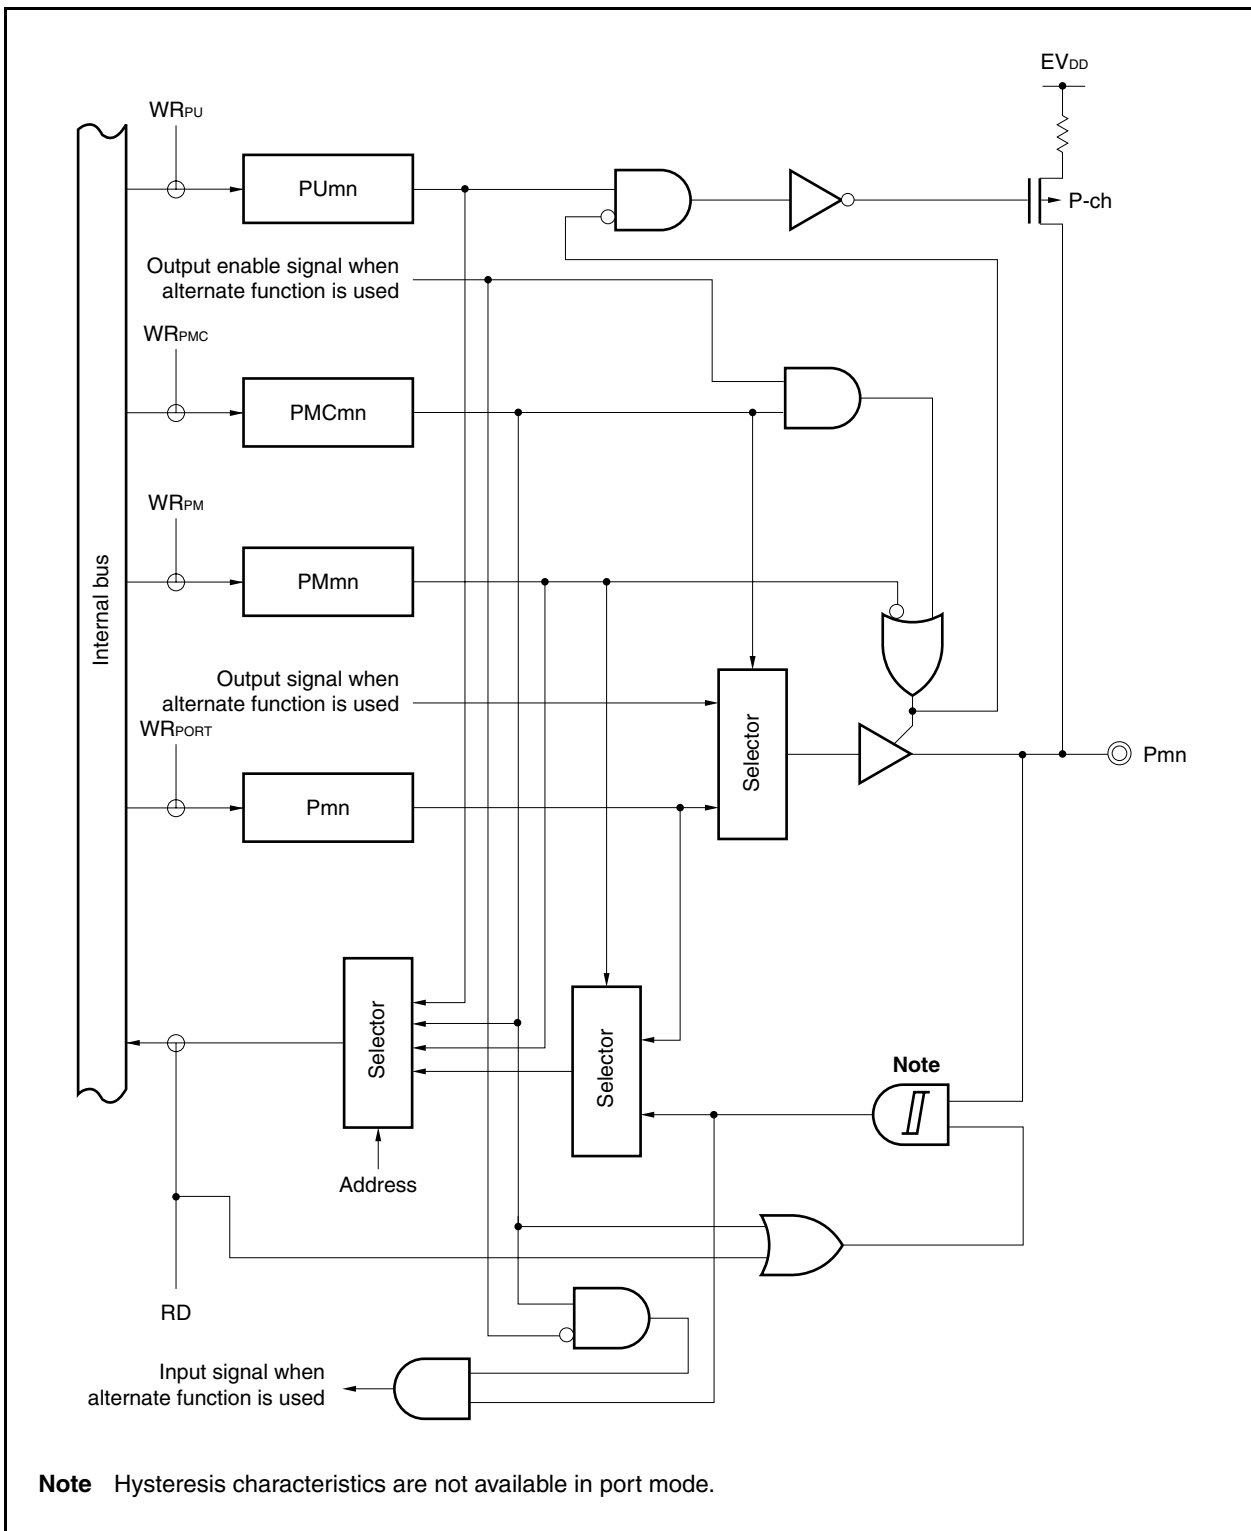 EVDD
WRPU
PUmn
P-ch
Output enable signal when
alternate function is used
WRPMC
PMCmn
WRPM
PMmn
Internal bus
Output signal when
alternate function is used
WRPORT
Selector
Pmn
Pmn
Selector
Selector
Note
Address
RD
Input signal when
alternate function is used
Note Hysteresis characteristics are not available in port mode.